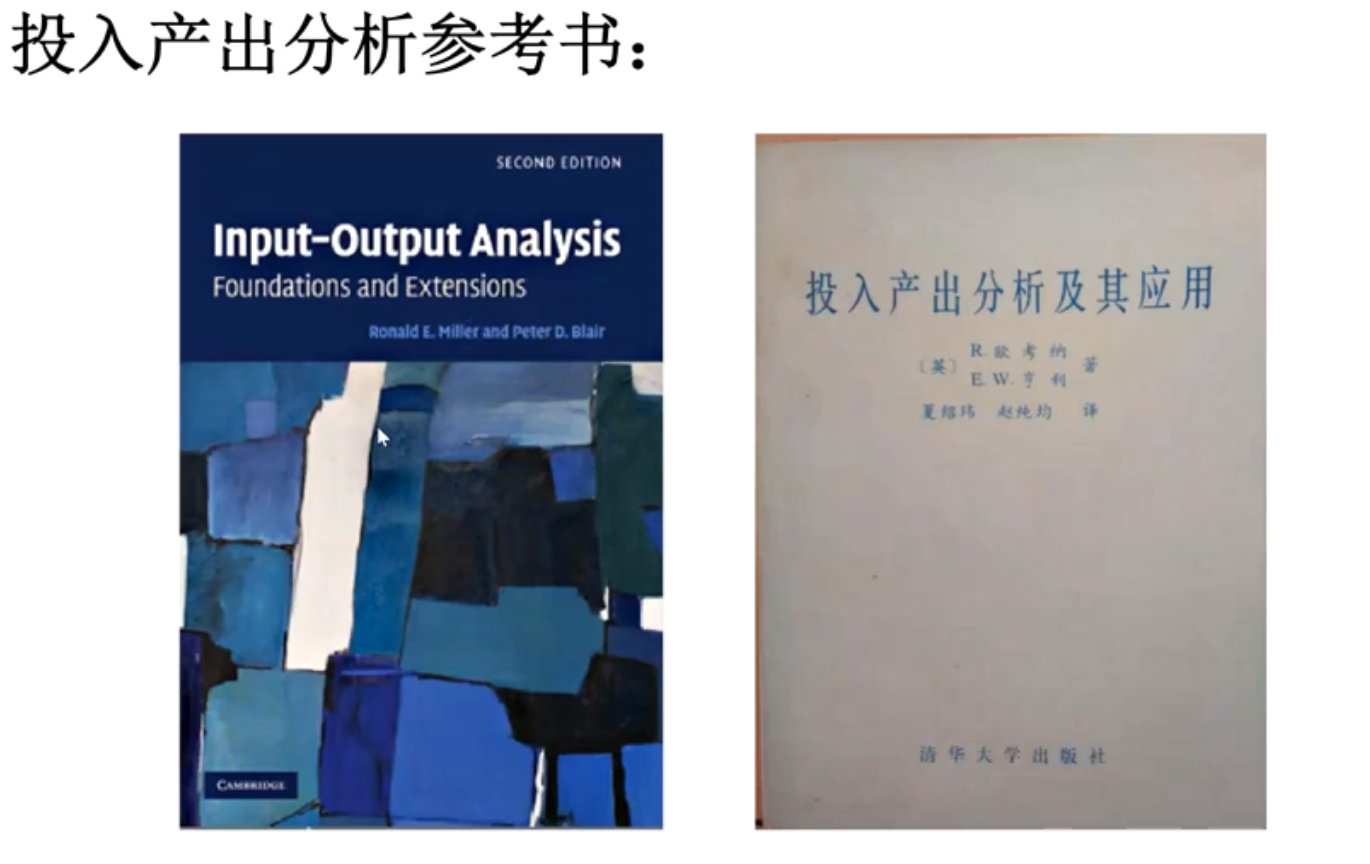 投入产出分析参考书：
SECOND EDITION
Input-Output Analysis
Foundations and Extensions
Ronald E. Miller and Peter D. Blair
CAMBRIDGE
投入产出分析及其应用
〔英〕 R. 欧考纳 著
E. W. 亨利
夏绍玮 赵纯均 译
清华大学出版社